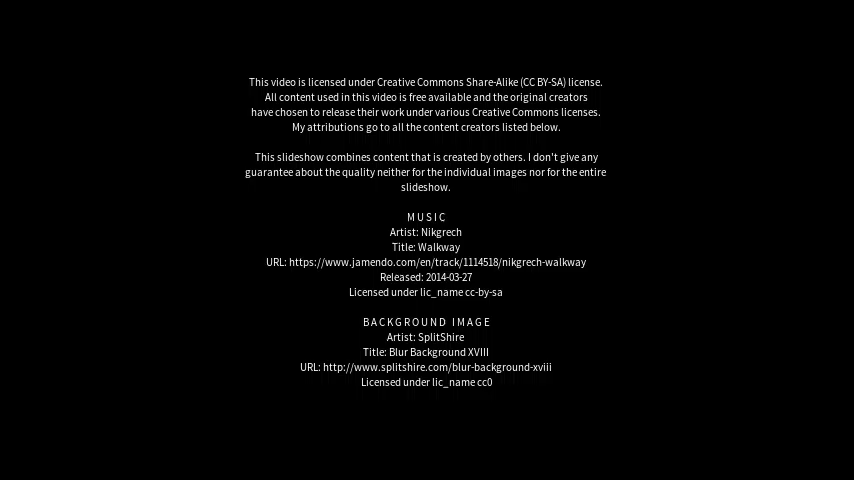 This video is licensed under Creative Commons Share-Alike (CC BY-SA) license.
All content used in this video is free available and the original creators
have chosen to release their work under various Creative Commons licenses.
My attributions go to all the content creators listed below.
This slideshow combines content that is created by others. I don't give any
guarantee about the quality neither for the individual images nor for the entire
slideshow.
M U S I C
Artist: Nikgrech
Title: Walkway
URL: https://www.jamendo.com/en/track/1114518/nikgrech-walkway
Released: 2014-03-27
Licensed under lic_name cc-by-sa
B A C K G R O U N D   I M A G E
Artist: SplitShire
Title: Blur Background XVIII
URL: http://www.splitshire.com/blur-background-xviii
Licensed under lic_name cc0